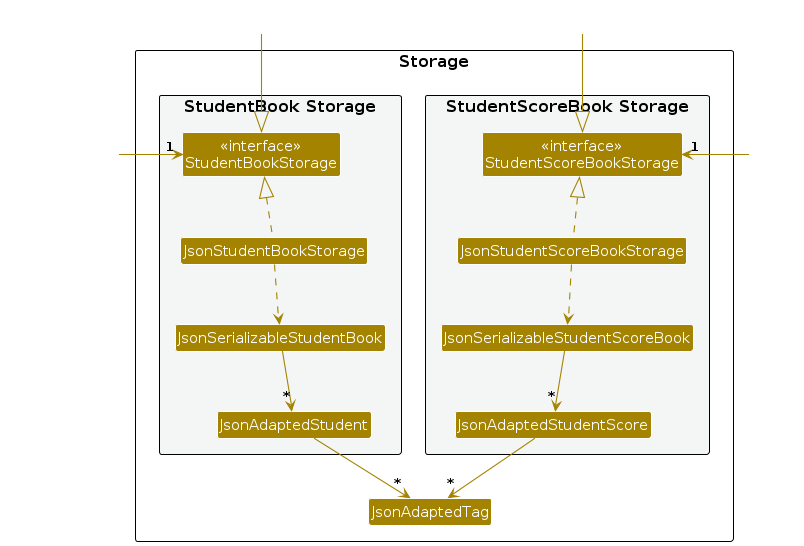 Storage
StudentBook Storage
StudentScoreBook Storage
1
«interface»
StudentBookStorage
«interface»
StudentScoreBookStorage
1
JsonStudentBookStorage
JsonStudentScoreBookStorage
JsonSerializableStudentBook
JsonSerializableStudentScoreBook
*
*
JsonAdaptedStudent
JsonAdaptedStudentScore
*
*
JsonAdaptedTag